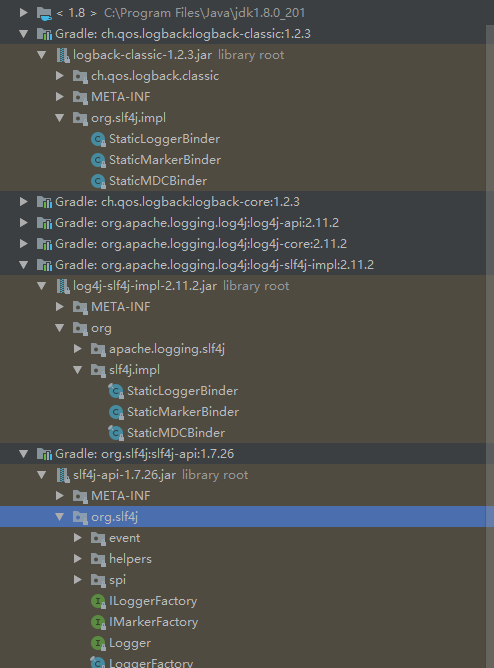 < 1.8 > C:\Program Files\Java\jdk1.8.0_201
Gradle: ch.qos.logback:logback-classic:1.2.3
logback-classic-1.2.3.jar library root
ch.qos.logback.classic
META-INF
org.slf4j.impl
StaticLoggerBinder
StaticMarkerBinder
StaticMDCBinder
Gradle: ch.qos.logback:logback-core:1.2.3
Gradle: org.apache.logging.log4j:log4j-api:2.11.2
Gradle: org.apache.logging.log4j:log4j-core:2.11.2
Gradle: org.apache.logging.log4j:log4j-slf4j-impl:2.11.2
log4j-slf4j-impl-2.11.2.jar library root
META-INF
org
apache.logging.slf4j
slf4j.impl
StaticLoggerBinder
StaticMarkerBinder
StaticMDCBinder
Gradle: org.slf4j:slf4j-api:1.7.26
slf4j-api-1.7.26.jar library root
META-INF
org.slf4j
event
helpers
spi
ILoggerFactory
IMarkerFactory
Logger
LoggerFactory